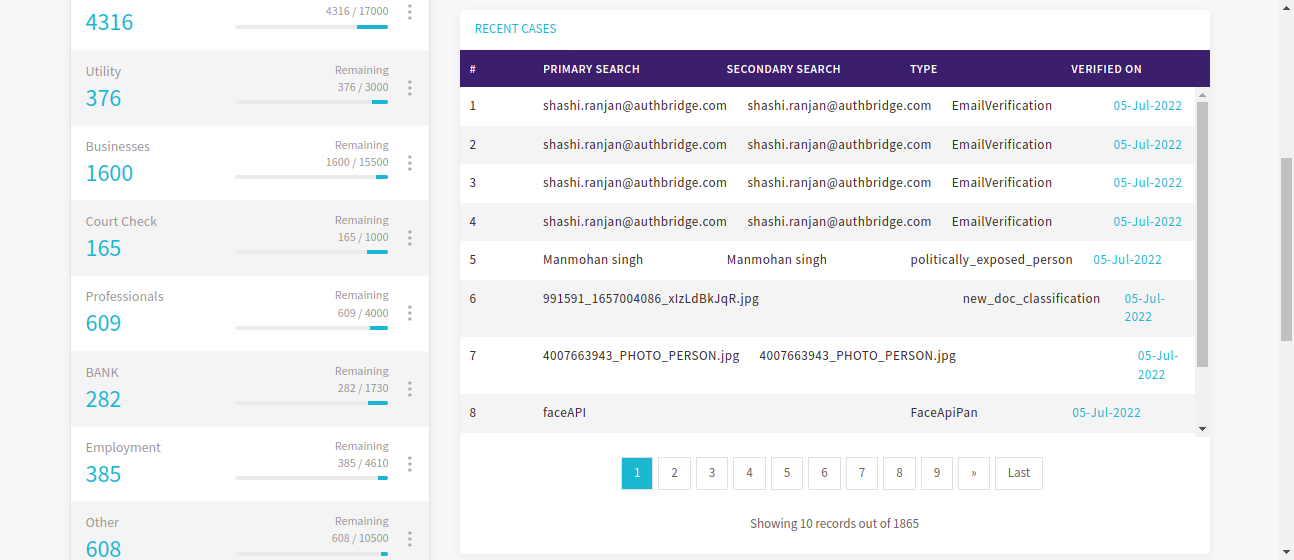 4316
4316 / 17000
Utility
Remaining
376
376 / 3000
Businesses
Remaining
1600
1600 / 15500
Court Check
Remaining
165
165 / 1000
Professionals
Remaining
609
609 / 4000
BANK
Remaining
282
282 / 1730
Employment
Remaining
385
385 / 4610
Other
Remaining
608
608 / 10500
RECENT CASES
# PRIMARY SEARCH SECONDARY SEARCH TYPE VERIFIED ON
1 shashi.ranjan@authbridge.com shashi.ranjan@authbridge.com EmailVerification 05-Jul-2022
2 shashi.ranjan@authbridge.com shashi.ranjan@authbridge.com EmailVerification 05-Jul-2022
3 shashi.ranjan@authbridge.com shashi.ranjan@authbridge.com EmailVerification 05-Jul-2022
4 shashi.ranjan@authbridge.com shashi.ranjan@authbridge.com EmailVerification 05-Jul-2022
5 Manmohan singh Manmohan singh politically_exposed_person 05-Jul-2022
6 991591_1657004086_xIzLdBkJqR.jpg new_doc_classification 05-Jul-
2022
7 4007663943_PHOTO_PERSON.jpg 4007663943_PHOTO_PERSON.jpg 05-Jul-
2022
8 faceAPI FaceApiPan 05-Jul-2022
1 2 3 4 5 6 7 8 9 » Last
Showing 10 records out of 1865